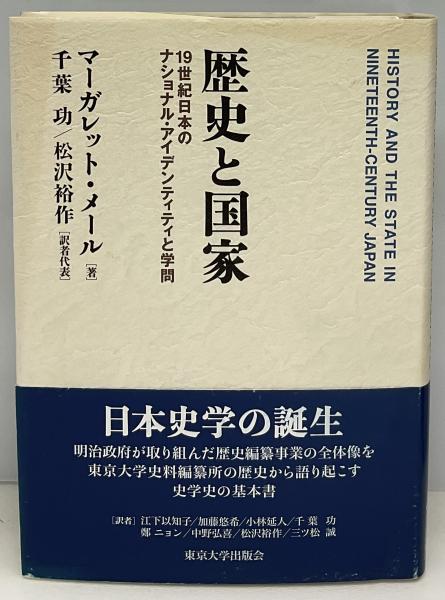 HISTORY AND THE STATE IN
NINETEENTH-CENTURY JAPAN
歴史と国家
19世紀日本の
ナショナル・アイデンティティと学問
マーガレット・メール[著]
千葉 功/松沢裕作[訳者代表]
日本史学の誕生
明治政府が取り組んだ歴史編纂事業の全体像を
東京大学史料編纂所の歴史から語り起こす
史学史の基本書
[訳者] 江下以知子/加藤悠希/小林延人/千葉 功
鄭 ニョン/中野弘喜/松沢裕作/三ツ松 誠
東京大学出版会